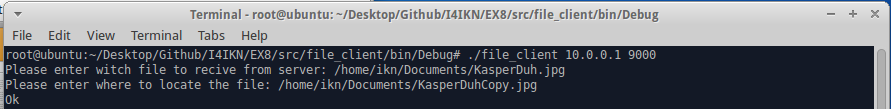 Terminal - root@ubuntu: ~/Desktop/Github/I4IKN/EX8/src/file_client/bin/Debug
File Edit View Terminal Tabs Help
root@ubuntu:~/Desktop/Github/I4IKN/EX8/src/file_client/bin/Debug# ./file_client 10.0.0.1 9000
Please enter witch file to recive from server: /home/ikn/Documents/KasperDuh.jpg
Please enter where to locate the file: /home/ikn/Documents/KasperDuhCopy.jpg
Ok